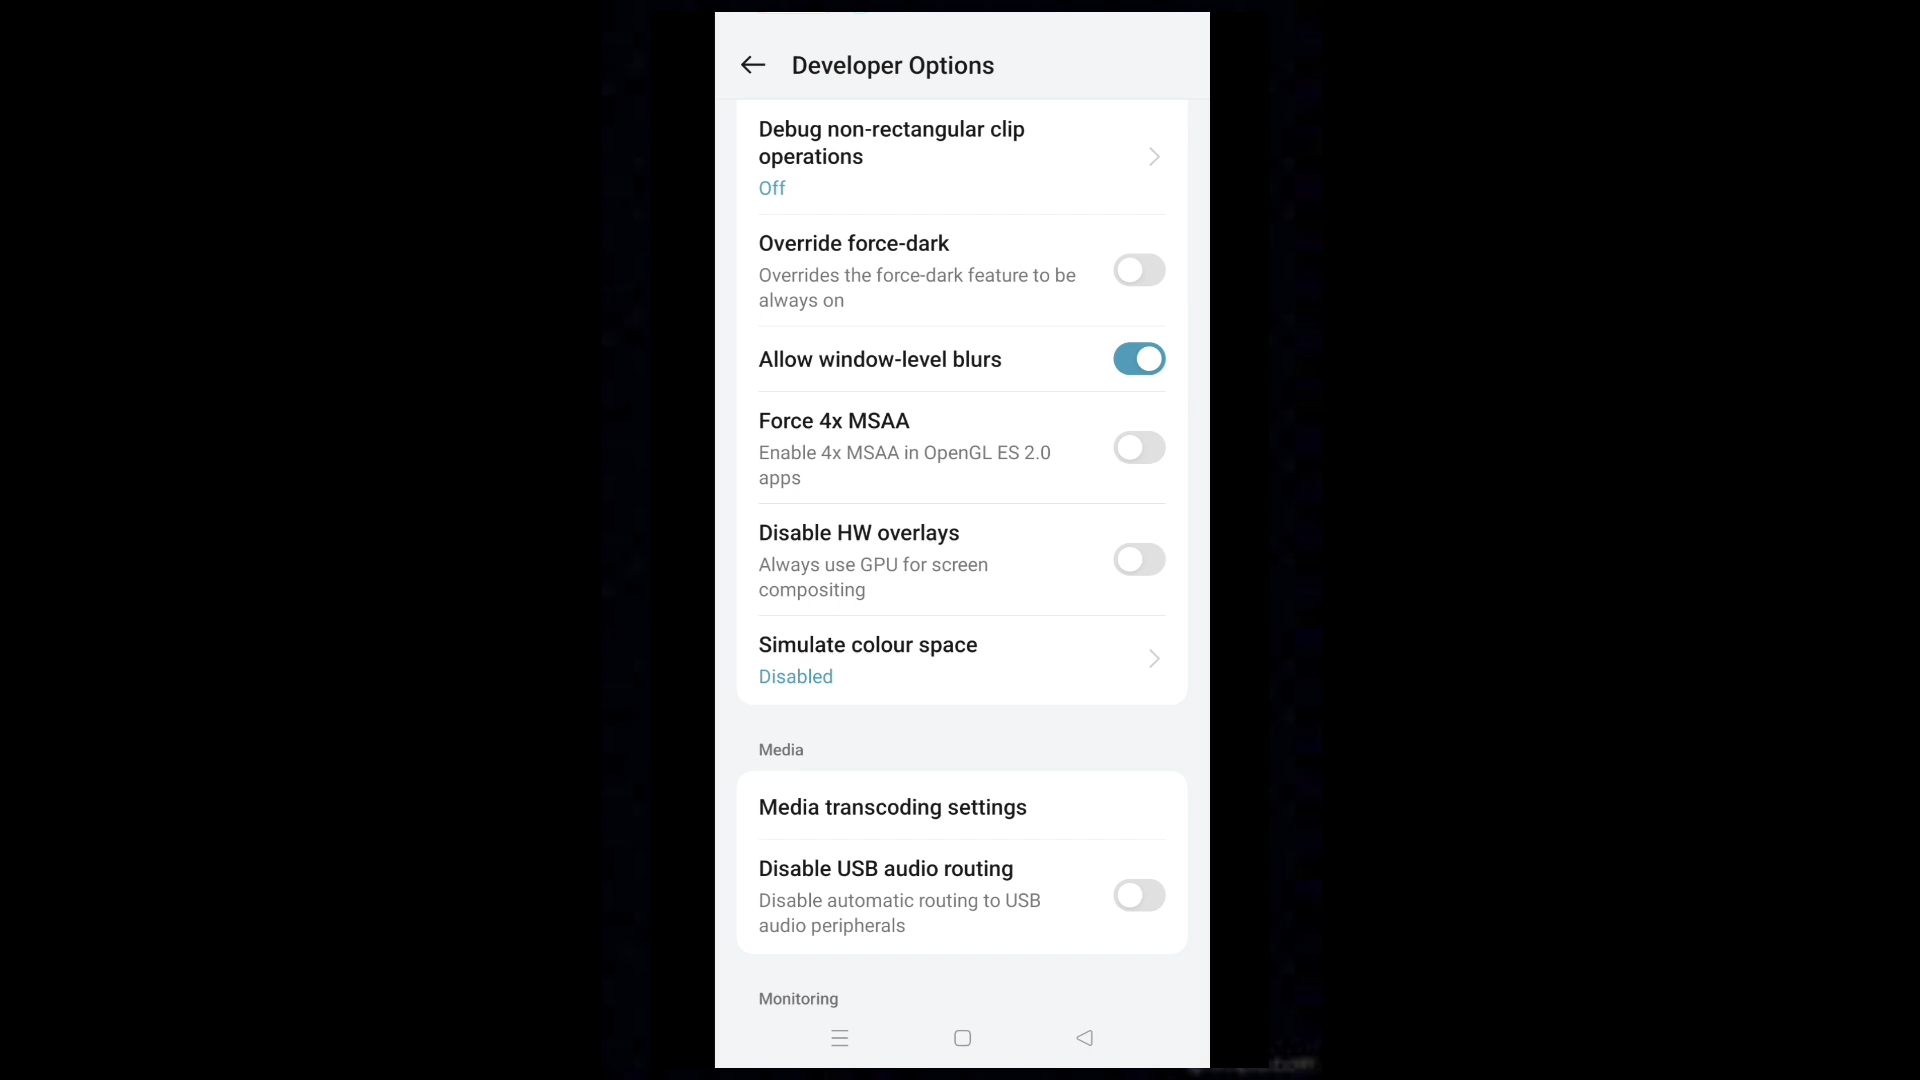 Developer Options
Debug non-rectangular clip
operations
Off
Override force-dark
Overrides the force-dark feature to be
always on
Allow window-level blurs
Force 4x MSAA
Enable 4x MSAA in OpenGL ES 2.0
apps
Disable HW overlays
Always use GPU for screen
compositing
Simulate colour space
Disabled
Media
Media transcoding settings
Disable USB audio routing
Disable automatic routing to USB
audio peripherals
Monitoring